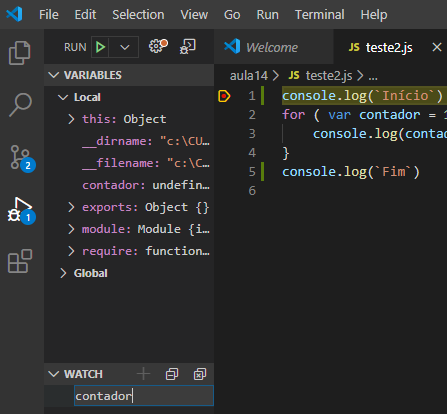 File Edit Selection View Go Run Terminal Help
RUN
Welcome
JS teste2.js
VARIABLES
aula14 > JS teste2.js > ...
Local
this: Object
__dirname: "c:\CU...
__filename: "c:\C...
contador: undefin...
exports: Object {}
module: Module {i...
require: function...
Global
1 console.log(`Início`)
2 for ( var contador = 1
3 console.log(contad
4 }
5 console.log(`Fim`)
6
2
1
WATCH
contador